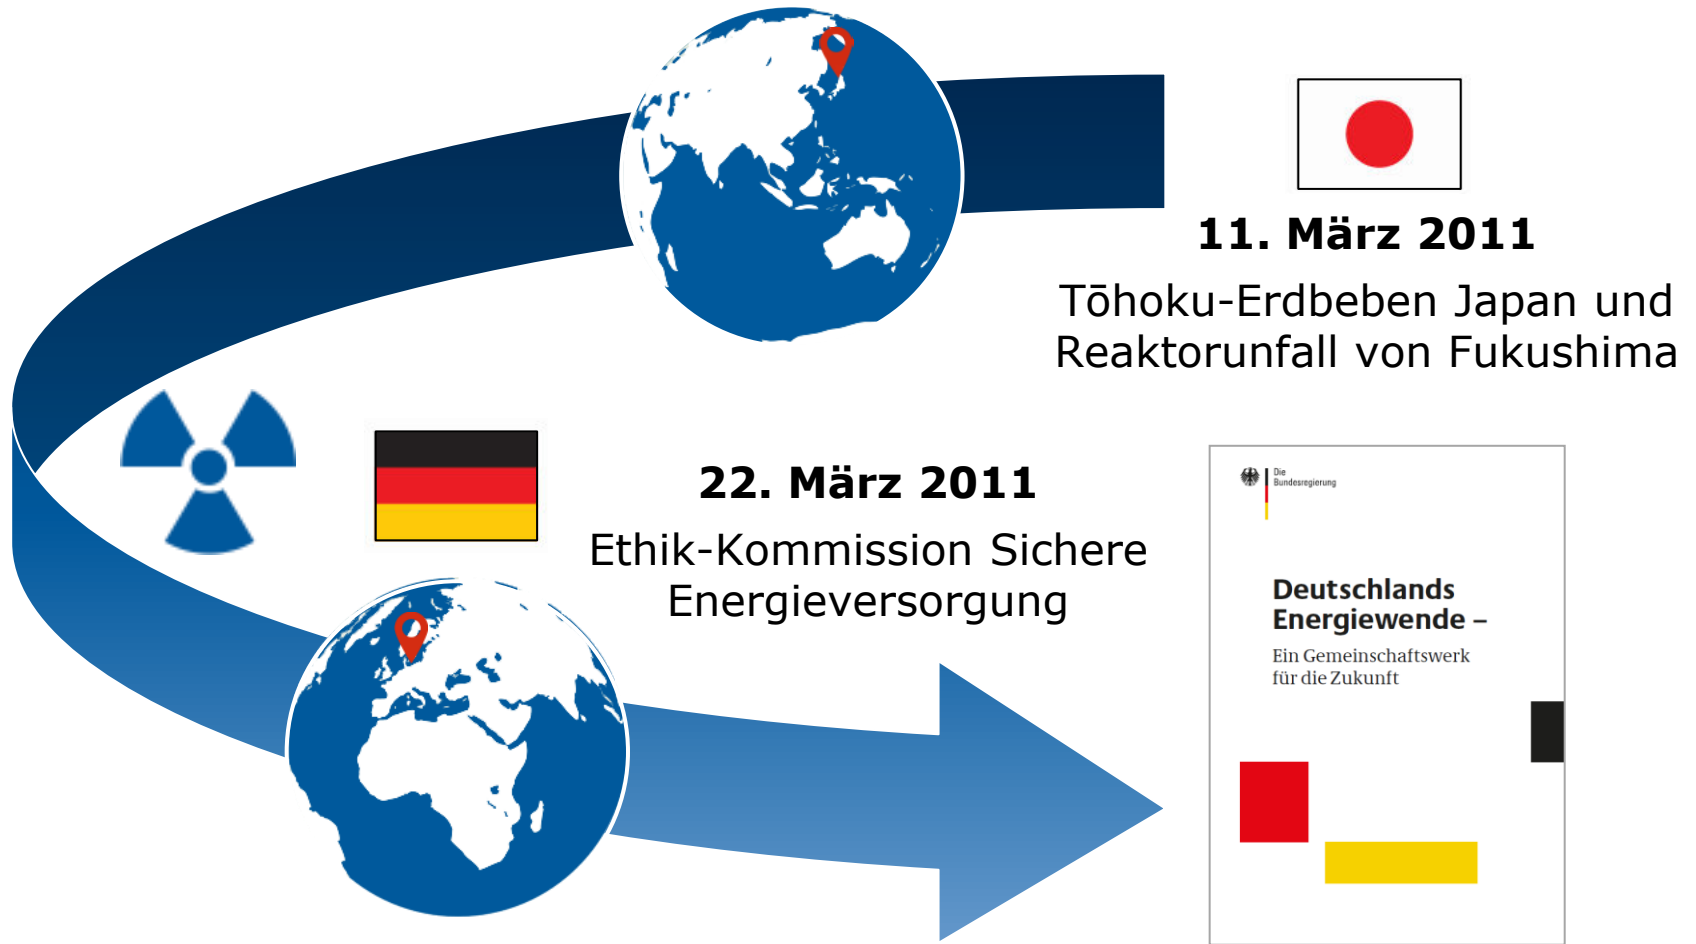 11. März 2011
Tōhoku-Erdbeben Japan und
Reaktorunfall von Fukushima
22. März 2011
Ethik-Kommission Sichere
Energieversorgung
Die
Bundesregierung
Deutschlands
Energiewende –
Ein Gemeinschaftswerk
für die Zukunft